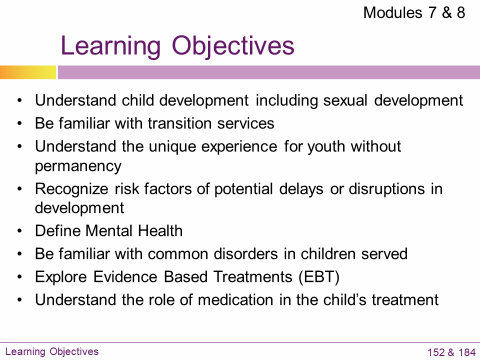 Modules 7 & 8
Learning Objectives
• Understand child development including sexual development
• Be familiar with transition services
• Understand the unique experience for youth without
permanency
• Recognize risk factors of potential delays or disruptions in
development
• Define Mental Health
• Be familiar with common disorders in children served
• Explore Evidence Based Treatments (EBT)
• Understand the role of medication in the child’s treatment
Learning Objectives
152 & 184